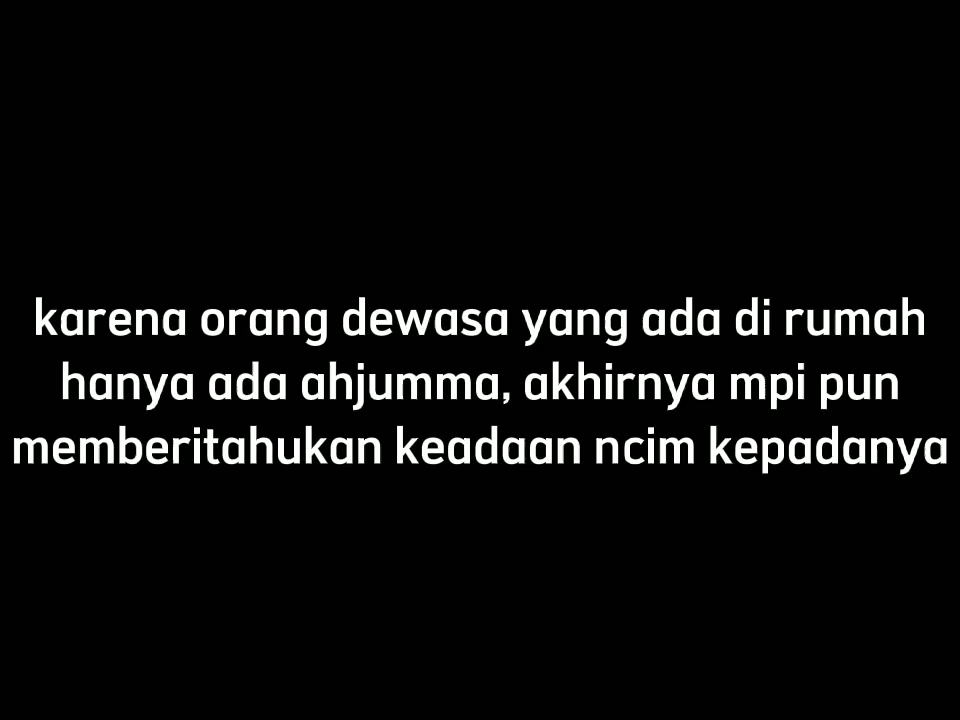 karena orang dewasa yang ada di rumah
hanya ada ahjumma, akhirnya mpi pun
memberitahukan keadaan ncim kepadanya